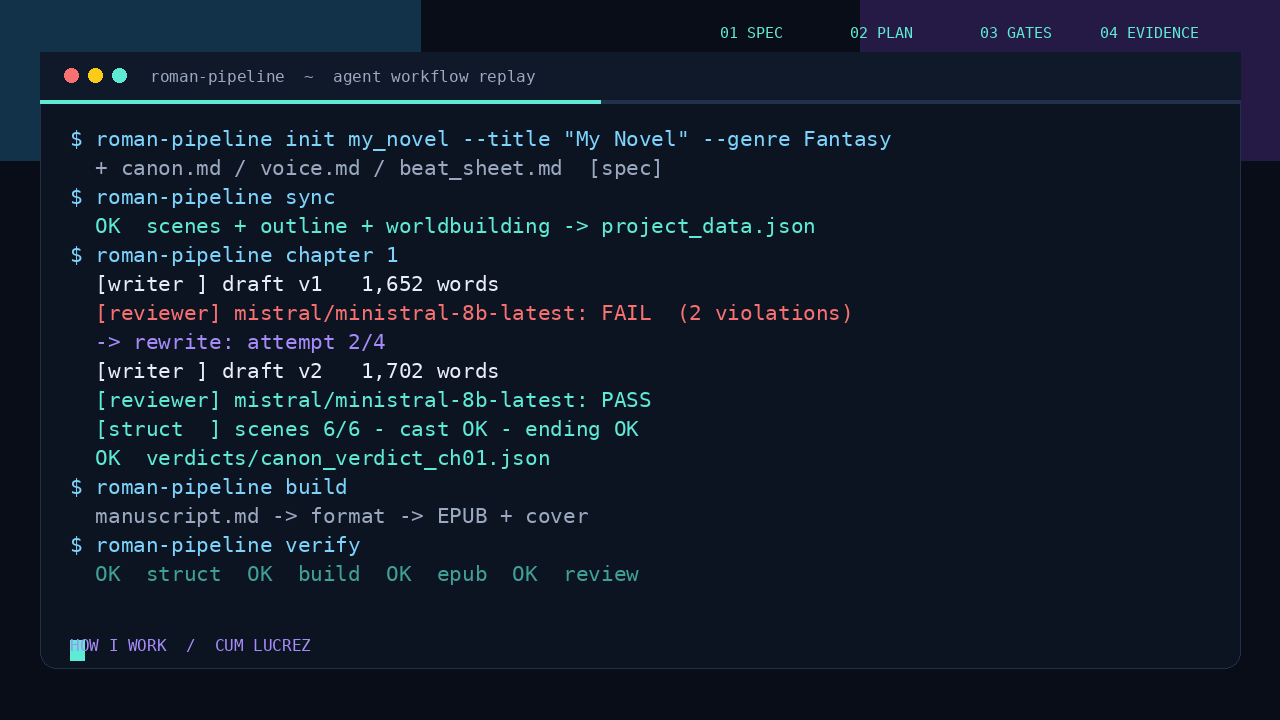 01 SPEC 02 PLAN 03 GATES 04 EVIDENCE
roman-pipeline ~ agent workflow replay
$ roman-pipeline init my_novel --title "My Novel" --genre Fantasy
+ canon.md / voice.md / beat_sheet.md [spec]
$ roman-pipeline sync
OK scenes + outline + worldbuilding -> project_data.json
$ roman-pipeline chapter 1
[writer ] draft v1 1,652 words
[reviewer] mistral/ministral-8b-latest: FAIL (2 violations)
-> rewrite: attempt 2/4
[writer ] draft v2 1,702 words
[reviewer] mistral/ministral-8b-latest: PASS
[struct ] scenes 6/6 - cast OK - ending OK
OK verdicts/canon_verdict_ch01.json
$ roman-pipeline build
manuscript.md -> format -> EPUB + cover
$ roman-pipeline verify
OK struct OK build OK epub OK review
HOW I WORK / CUM LUCREZ